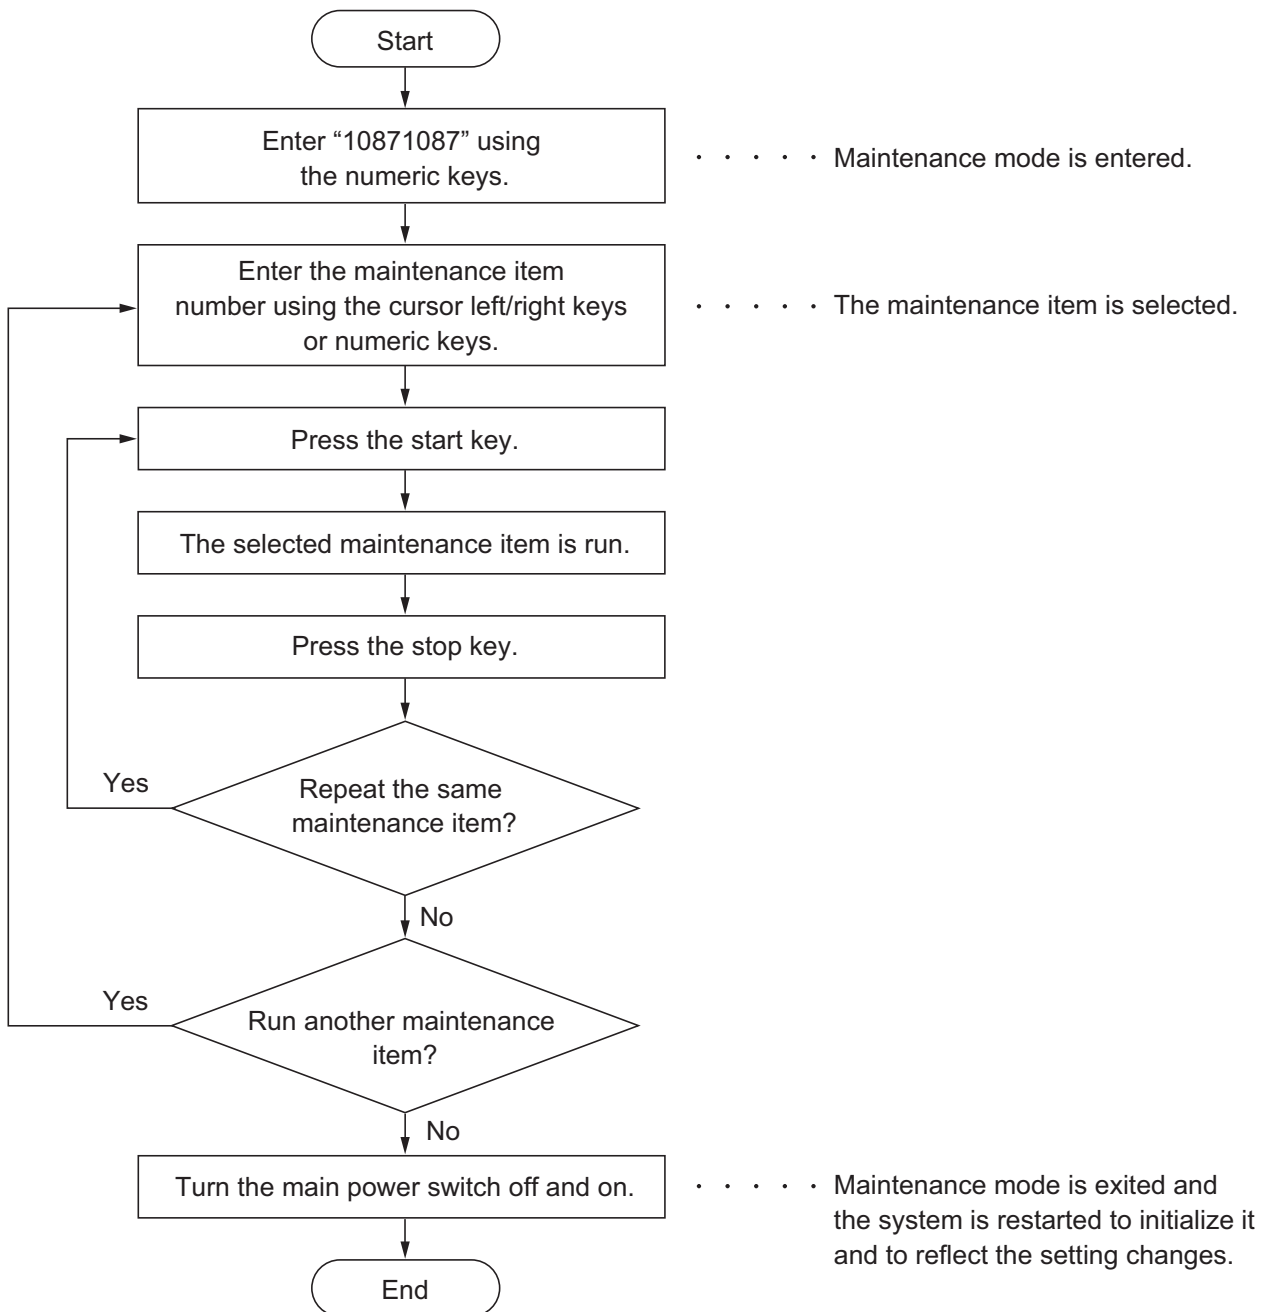 Start
Enter “10871087” using
the numeric keys.
· · · · · Maintenance mode is entered.
Enter the maintenance item
number using the cursor left/right keys
or numeric keys.
· · · · · The maintenance item is selected.
Press the start key.
The selected maintenance item is run.
Press the stop key.
Yes
Repeat the same
maintenance item?
No
Yes
Run another maintenance
item?
No
Turn the main power switch off and on.
· · · · · Maintenance mode is exited and
the system is restarted to initialize it
and to reflect the setting changes.
End